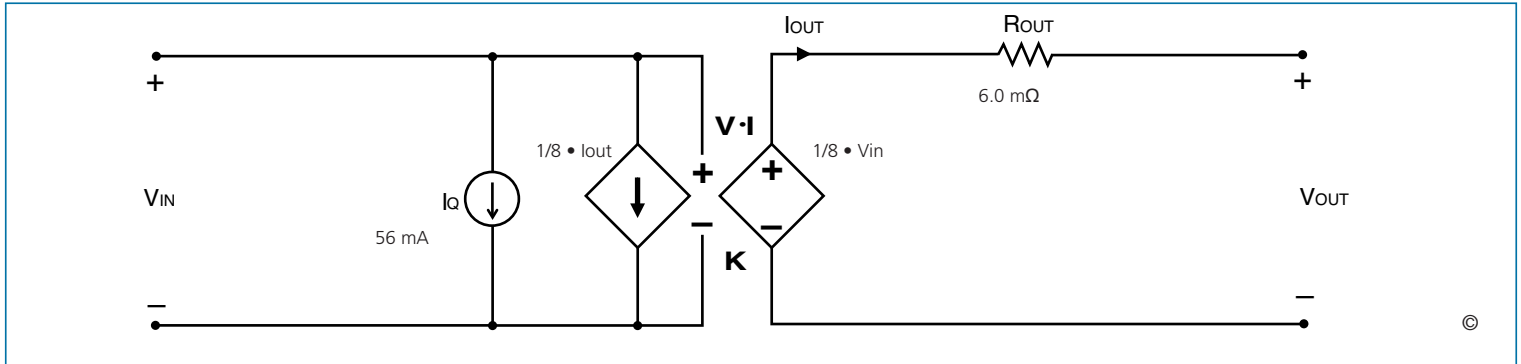 IOUT
ROUT
6.0 mΩ
+
+
V·I
1/8 • Iout
1/8 • Vin
+
+
VIN
IQ
VOUT
56 mA
–
–
K
–
–
©